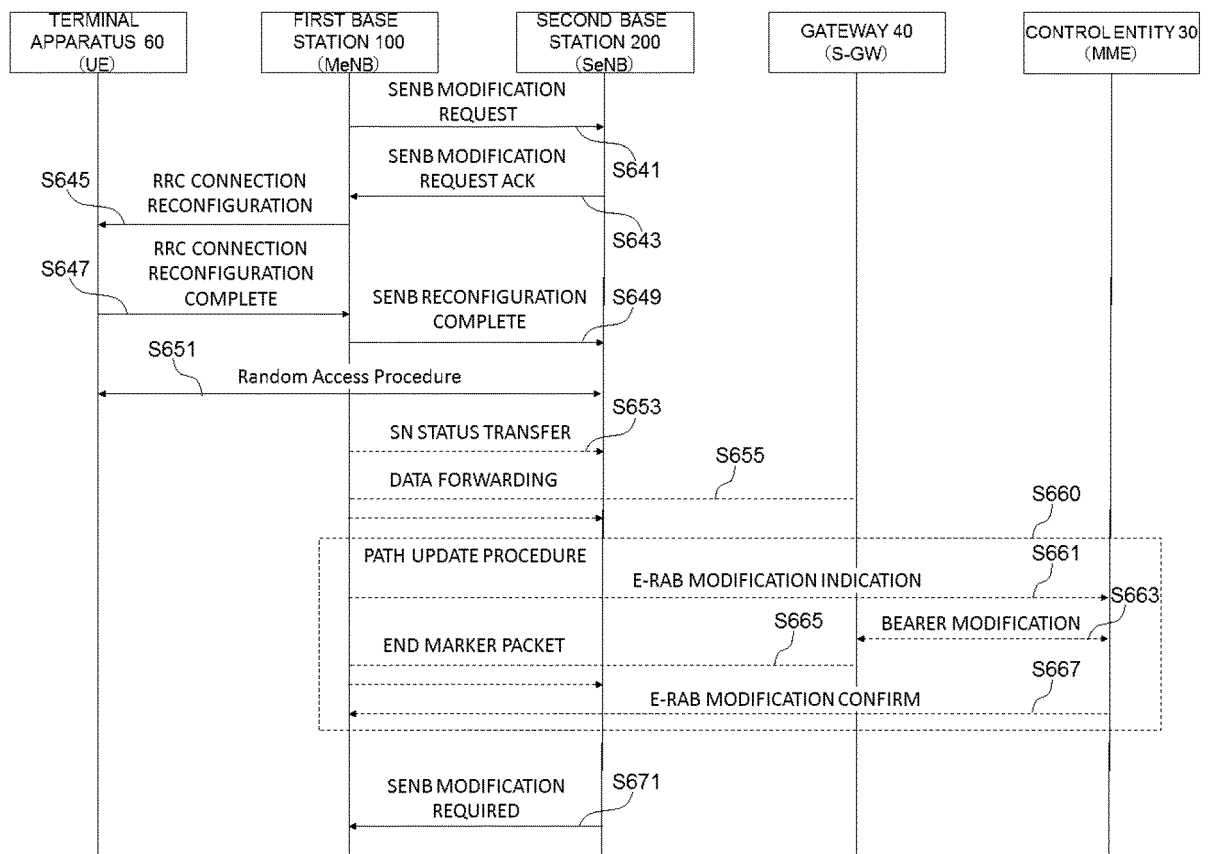 TERMINAL
APPARATUS 60
(UE)
FIRST BASE
STATION 100
(MeNB)
SECOND BASE
STATION 200
(SeNB)
GATEWAY 40
(S-GW)
CONTROL ENTITY 30
(MME)
SENB MODIFICATION
REQUEST
S641
SENB MODIFICATION
REQUEST ACK
S643
S645
RRC CONNECTION
RECONFIGURATION
S647
RRC CONNECTION
RECONFIGURATION
COMPLETE
SENB RECONFIGURATION
COMPLETE
S649
S651
Random Access Procedure
S653
SN STATUS TRANSFER
S655
DATA FORWARDING
S660
PATH UPDATE PROCEDURE
S661
E-RAB MODIFICATION INDICATION
S663
BEARER MODIFICATION
S665
END MARKER PACKET
S667
E-RAB MODIFICATION CONFIRM
SENB MODIFICATION
REQUIRED
S671